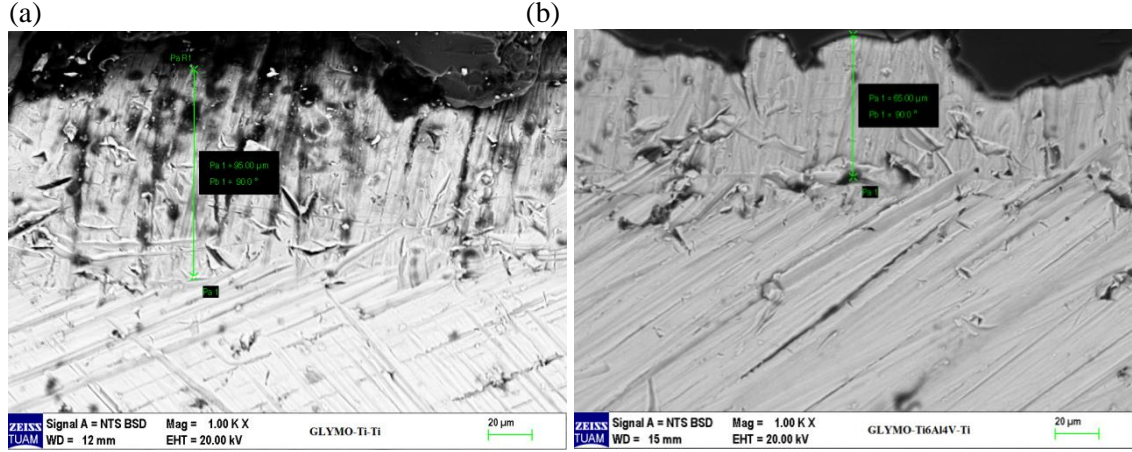 (a)
(b)
Pa R1
Pa 1 = 95.00 µm
Pb 1 = 90.0 °
Pa 1
Pa 1 = 65.00 µm
Pb 1 = 90.0 °
Pa 1
ZEISS
TUAM
Signal A = NTS BSD
Mag = 1.00 K X
WD = 12 mm
EHT = 20.00 kV
GLYMO-Ti-Ti
20 µm
ZEISS
TUAM
Signal A = NTS BSD
Mag = 1.00 K X
WD = 15 mm
EHT = 20.00 kV
GLYMO-Ti6Al4V-Ti
20 µm